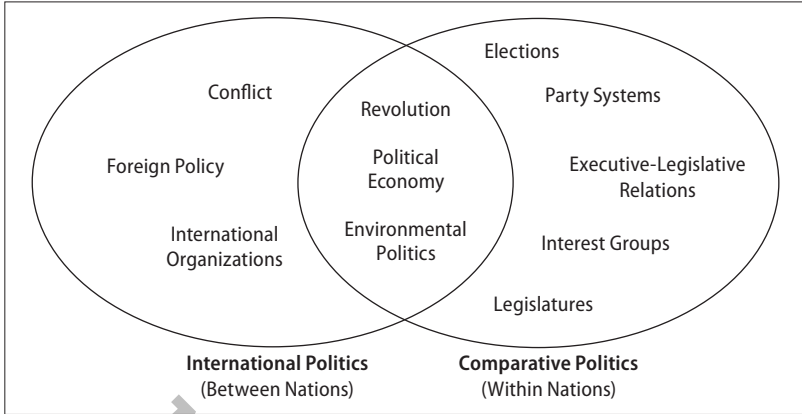 Elections
Conflict
Party Systems
Revolution
Foreign Policy
Political
Economy
Executive-Legislative
Relations
International
Organizations
Environmental
Politics
Interest Groups
Legislatures
International Politics
(Between Nations)
Comparative Politics
(Within Nations)